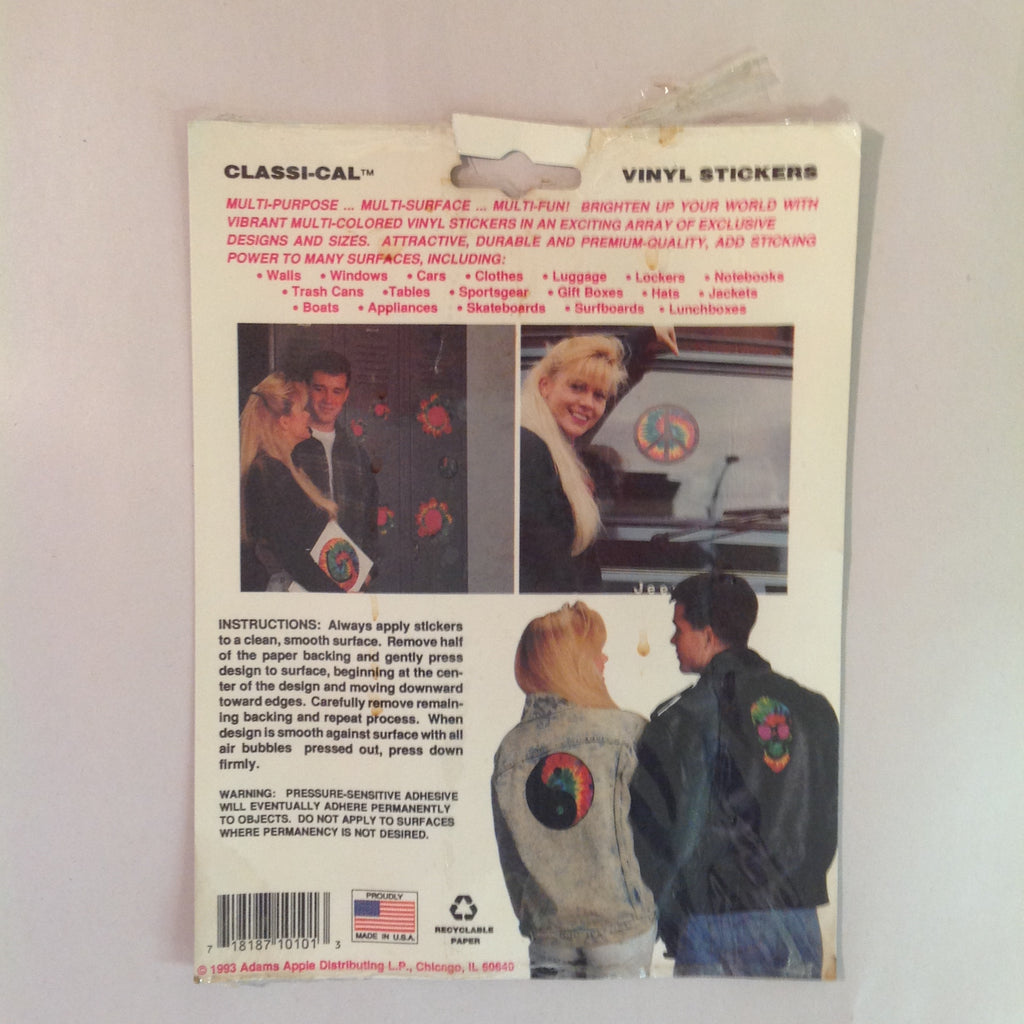 CLASSI-CAL™ VINYL STICKERS
MULTI-PURPOSE ... MULTI-SURFACE ... MULTI-FUN! BRIGHTEN UP YOUR WORLD WITH
VIBRANT MULTI-COLORED VINYL STICKERS IN AN EXCITING ARRAY OF EXCLUSIVE
DESIGNS AND SIZES. ATTRACTIVE, DURABLE AND PREMIUM-QUALITY, ADD STICKING
POWER TO MANY SURFACES, INCLUDING:
• Walls • Windows • Cars • Clothes • Luggage • Lockers • Notebooks
• Trash Cans •Tables • Sportsgear • Gift Boxes • Hats • Jackets
• Boats • Appliances • Skateboards • Surfboards • Lunchboxes
Jeep
INSTRUCTIONS: Always apply stickers
to a clean, smooth surface. Remove half
of the paper backing and gently press
design to surface, beginning at the cen-
ter of the design and moving downward
toward edges. Carefully remove remain-
ing backing and repeat process. When
design is smooth against surface with all
air bubbles pressed out, press down
firmly.
WARNING: PRESSURE-SENSITIVE ADHESIVE
WILL EVENTUALLY ADHERE PERMANENTLY
TO OBJECTS. DO NOT APPLY TO SURFACES
WHERE PERMANENCY IS NOT DESIRED.
PROUDLY
MADE IN U.S.A.
RECYCLABLE
PAPER
7 18187 10101 3
© 1993 Adams Apple Distributing L.P., Chicago, IL 60640